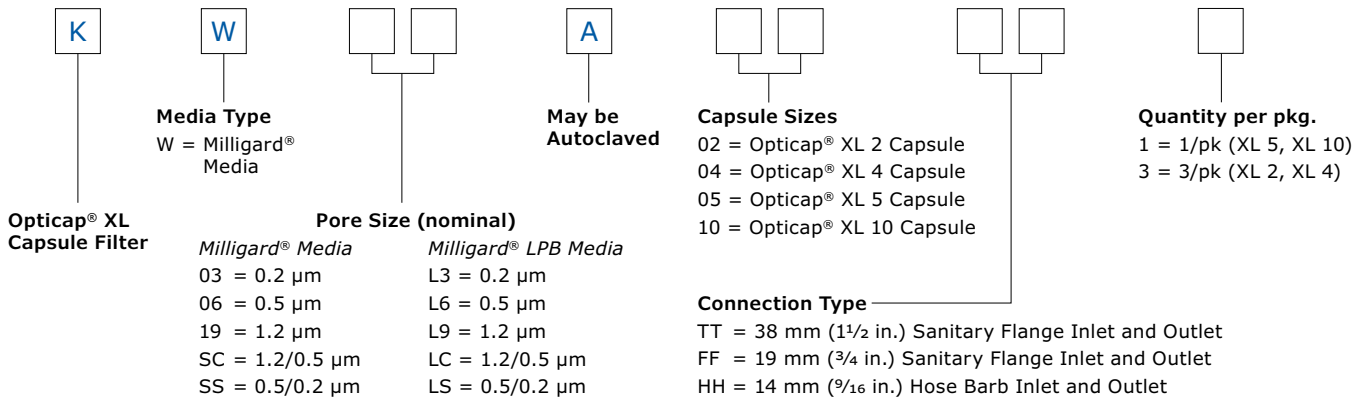 K W A
Media Type
W = Milligard® Media
May be Autoclaved
Capsule Sizes
02 = Opticap® XL 2 Capsule
04 = Opticap® XL 4 Capsule
05 = Opticap® XL 5 Capsule
10 = Opticap® XL 10 Capsule
Quantity per pkg.
1 = 1/pk (XL 5, XL 10)
3 = 3/pk (XL 2, XL 4)
Opticap® XL
Capsule Filter
Pore Size (nominal)
Milligard® Media
03 = 0.2 µm
06 = 0.5 µm
19 = 1.2 µm
SC = 1.2/0.5 µm
SS = 0.5/0.2 µm
Milligard® LPB Media
L3 = 0.2 µm
L6 = 0.5 µm
L9 = 1.2 µm
LC = 1.2/0.5 µm
LS = 0.5/0.2 µm
Connection Type
TT = 38 mm (1½ in.) Sanitary Flange Inlet and Outlet
FF = 19 mm (¾ in.) Sanitary Flange Inlet and Outlet
HH = 14 mm (9/16 in.) Hose Barb Inlet and Outlet